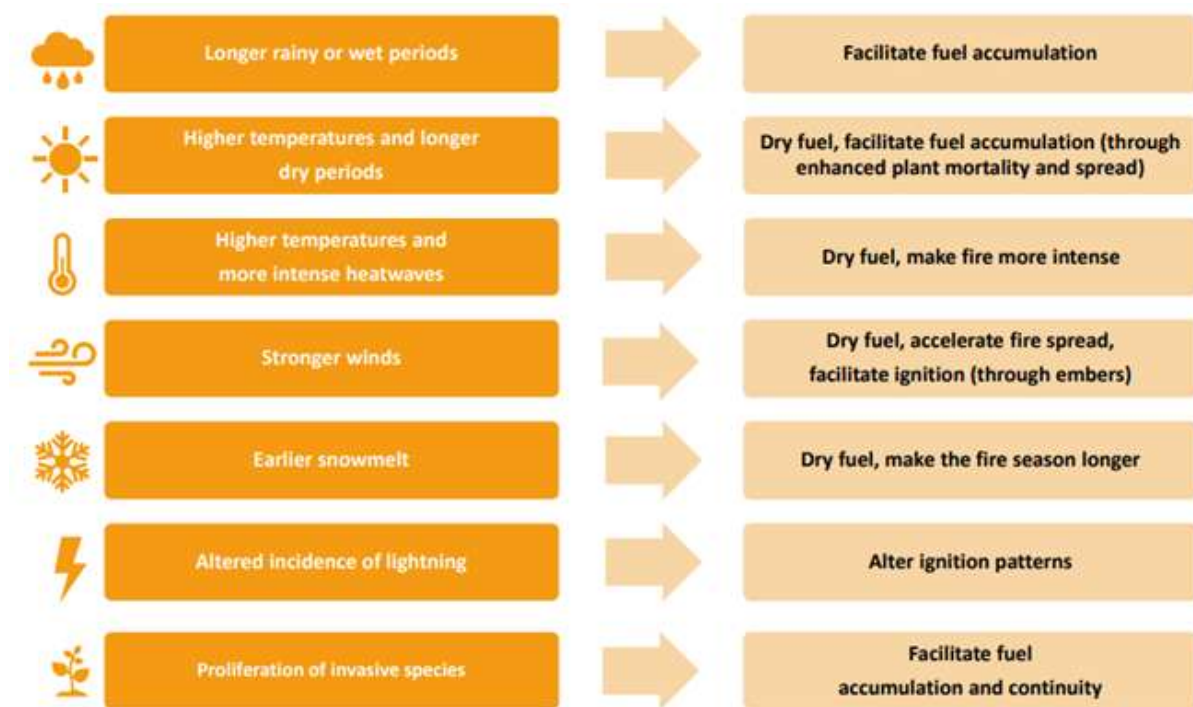 Longer rainy or wet periods
Facilitate fuel accumulation
Higher temperatures and longer
dry periods
Dry fuel, facilitate fuel accumulation (through
enhanced plant mortality and spread)
Higher temperatures and
more intense heatwaves
Dry fuel, make fire more intense
Stronger winds
Dry fuel, accelerate fire spread,
facilitate ignition (through embers)
Earlier snowmelt
Dry fuel, make the fire season longer
Altered incidence of lightning
Alter ignition patterns
Proliferation of invasive species
Facilitate fuel
accumulation and continuity